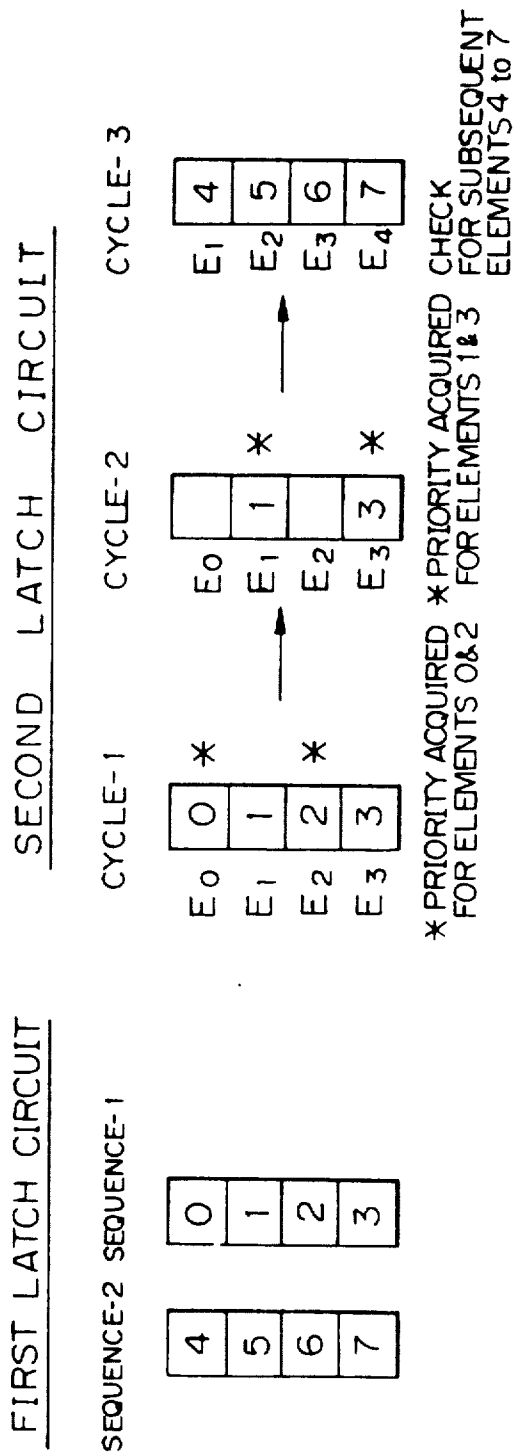 FIRST LATCH CIRCUIT
SEQUENCE-2 SEQUENCE-1
4 0
5 1
6 2
7 3
SECOND LATCH CIRCUIT
CYCLE-1 CYCLE-2 CYCLE-3
E0 0 * E0 E1 4
E1 1 E1 1 * E2 5
E2 2 * E2 E3 6
E3 3 E3 3 * E4 7
* PRIORITY ACQUIRED
FOR ELEMENTS 0&2
* PRIORITY ACQUIRED
FOR ELEMENTS 1&3
CHECK
FOR SUBSEQUENT
ELEMENTS 4 to 7